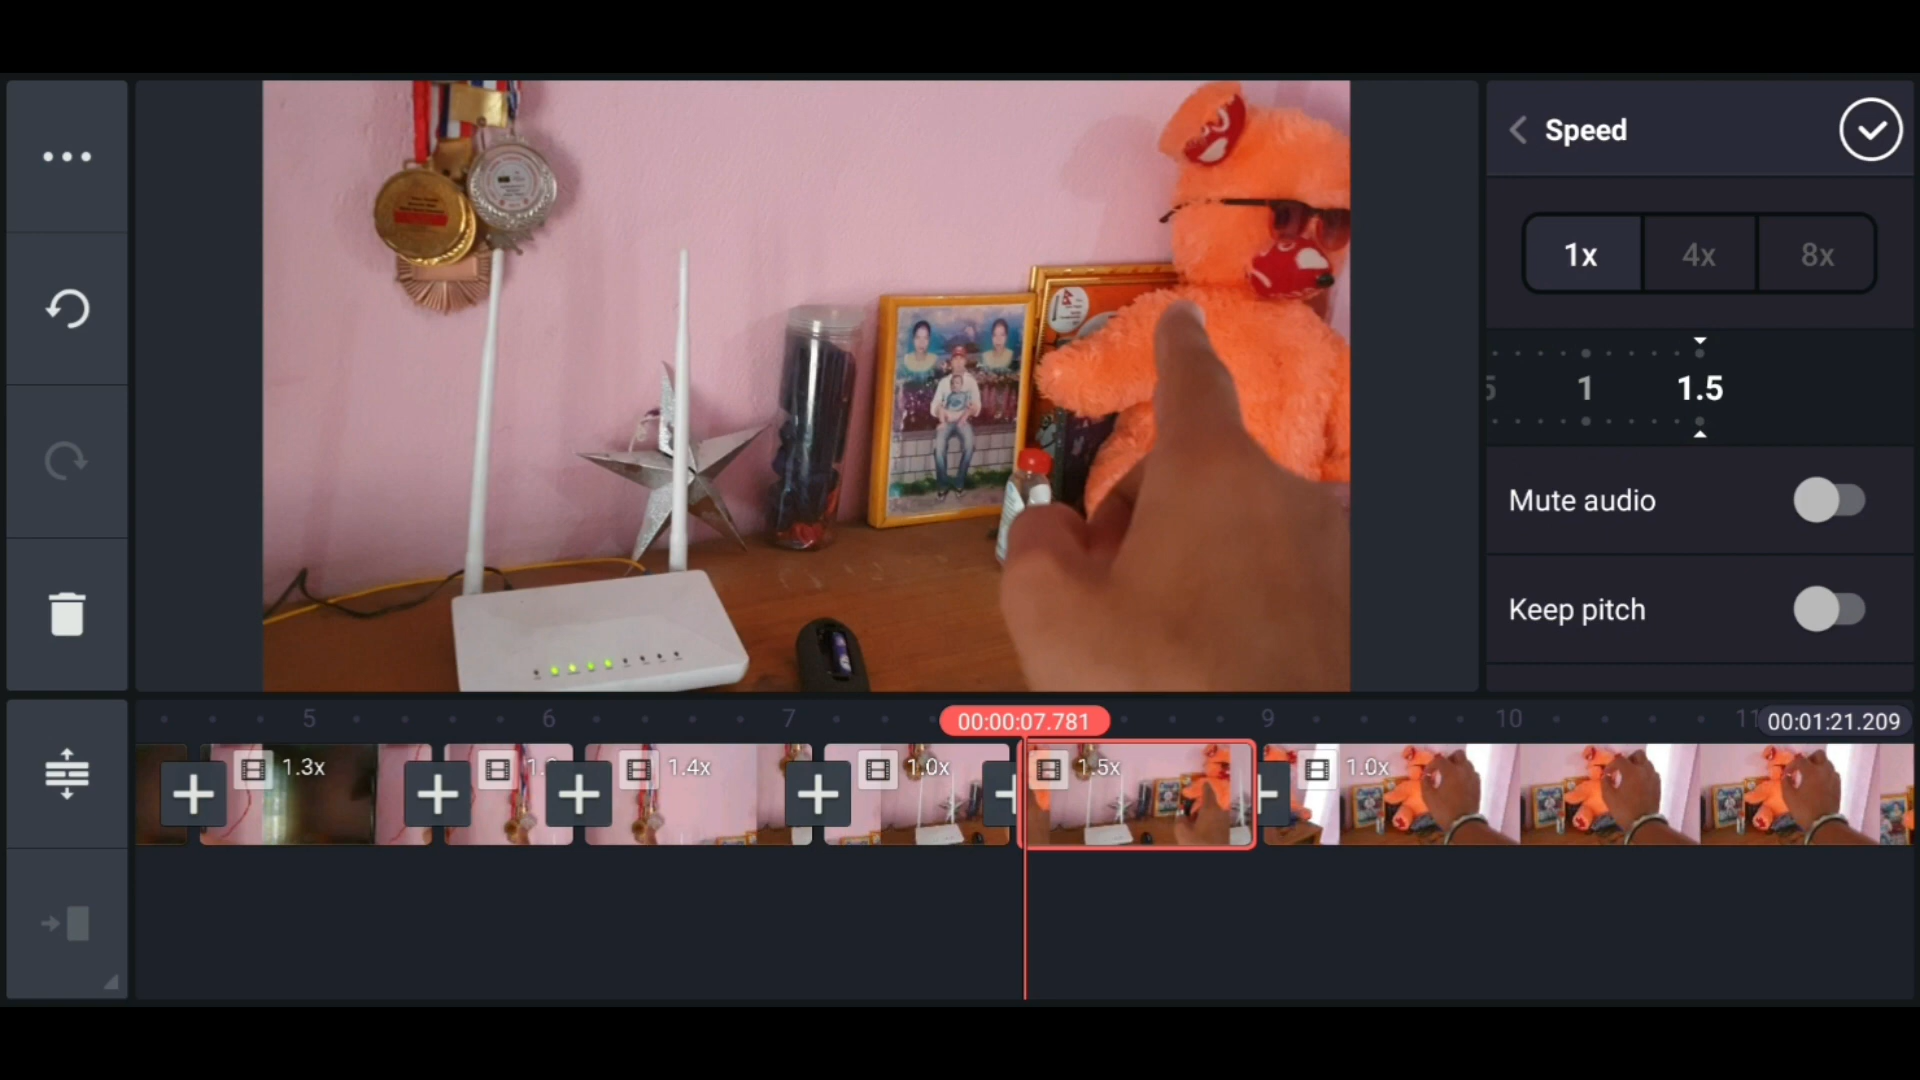 Speed
1x 4x 8x
1 1.5
Mute audio
Keep pitch
5 6 7 00:00:07.781 9 10 11 00:01:21.209
1.3x 1.4x 1.0x 1.5x 1.0x